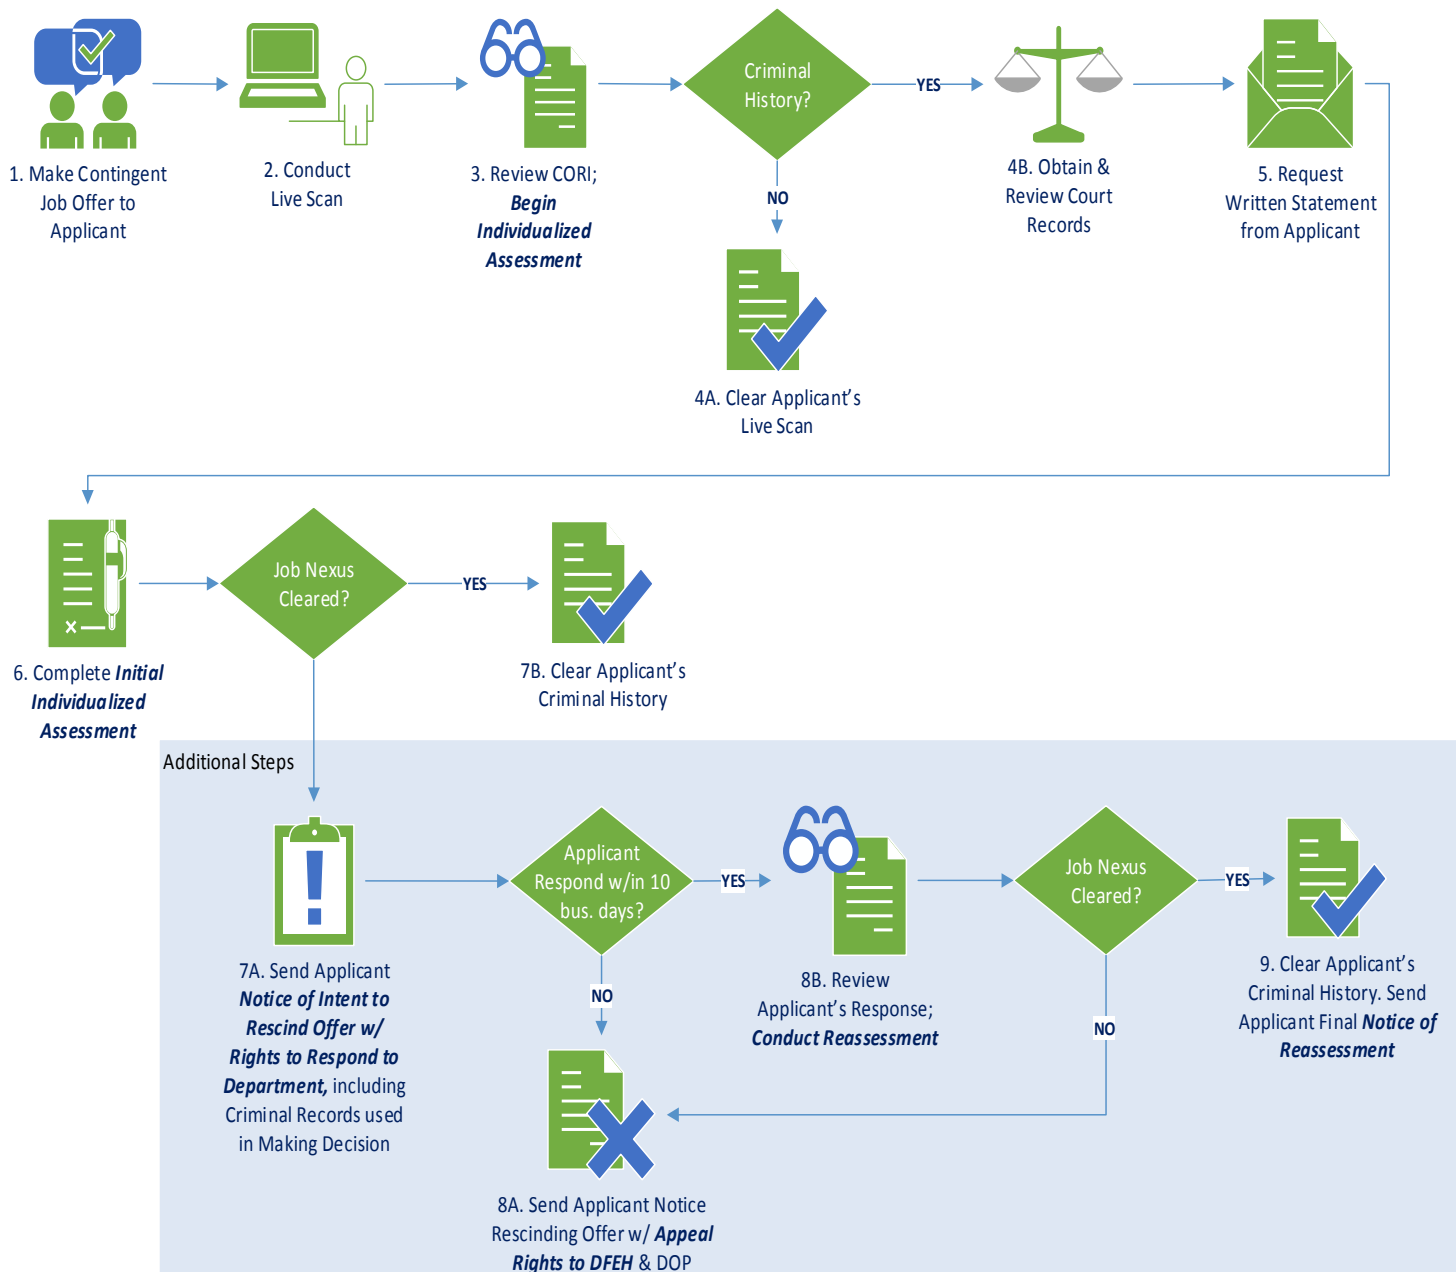 1. Make Contingent
Job Offer to
Applicant
2. Conduct
Live Scan
3. Review CORI;
Begin
Individualized
Assessment
Criminal
History?
YES
NO
4A. Clear Applicant's
Live Scan
4B. Obtain &
Review Court
Records
5. Request
Written Statement
from Applicant
6. Complete Initial
Individualized
Assessment
Job Nexus
Cleared?
YES
7B. Clear Applicant's
Criminal History
Additional Steps
7A. Send Applicant
Notice of Intent to
Rescind Offer w/
Rights to Respond to
Department, including
Criminal Records used
in Making Decision
Applicant
Respond w/in 10
bus. days?
YES
NO
8A. Send Applicant Notice
Rescinding Offer w/ Appeal
Rights to DFEH & DOP
8B. Review
Applicant's Response;
Conduct Reassessment
Job Nexus
Cleared?
YES
NO
9. Clear Applicant's
Criminal History. Send
Applicant Final Notice of
Reassessment